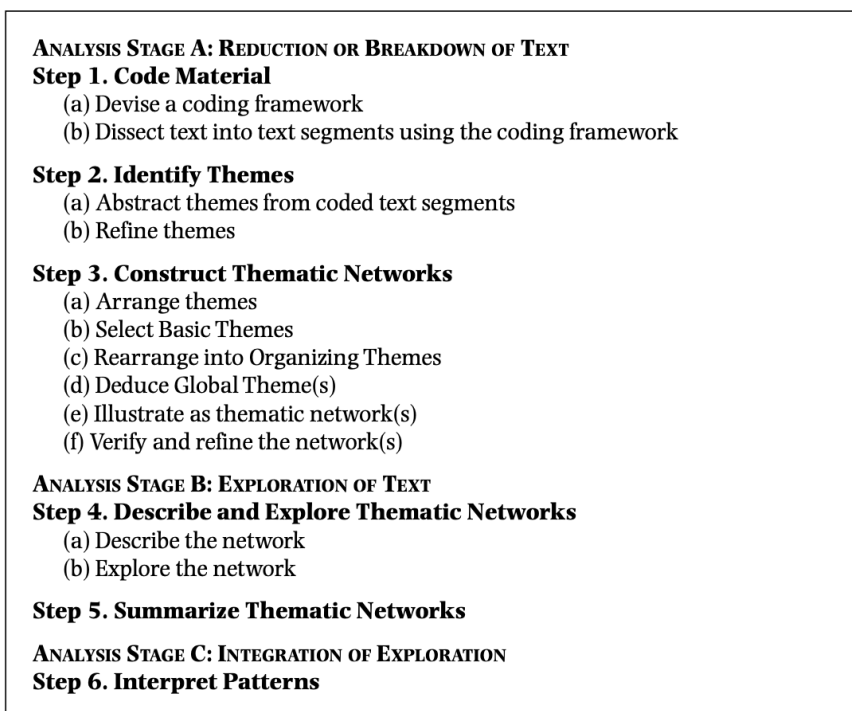 ANALYSIS STAGE A: REDUCTION OR BREAKDOWN OF TEXT
Step 1. Code Material
(a) Devise a coding framework
(b) Dissect text into text segments using the coding framework
Step 2. Identify Themes
(a) Abstract themes from coded text segments
(b) Refine themes
Step 3. Construct Thematic Networks
(a) Arrange themes
(b) Select Basic Themes
(c) Rearrange into Organizing Themes
(d) Deduce Global Theme(s)
(e) Illustrate as thematic network(s)
(f) Verify and refine the network(s)
ANALYSIS STAGE B: EXPLORATION OF TEXT
Step 4. Describe and Explore Thematic Networks
(a) Describe the network
(b) Explore the network
Step 5. Summarize Thematic Networks
ANALYSIS STAGE C: INTEGRATION OF EXPLORATION
Step 6. Interpret Patterns